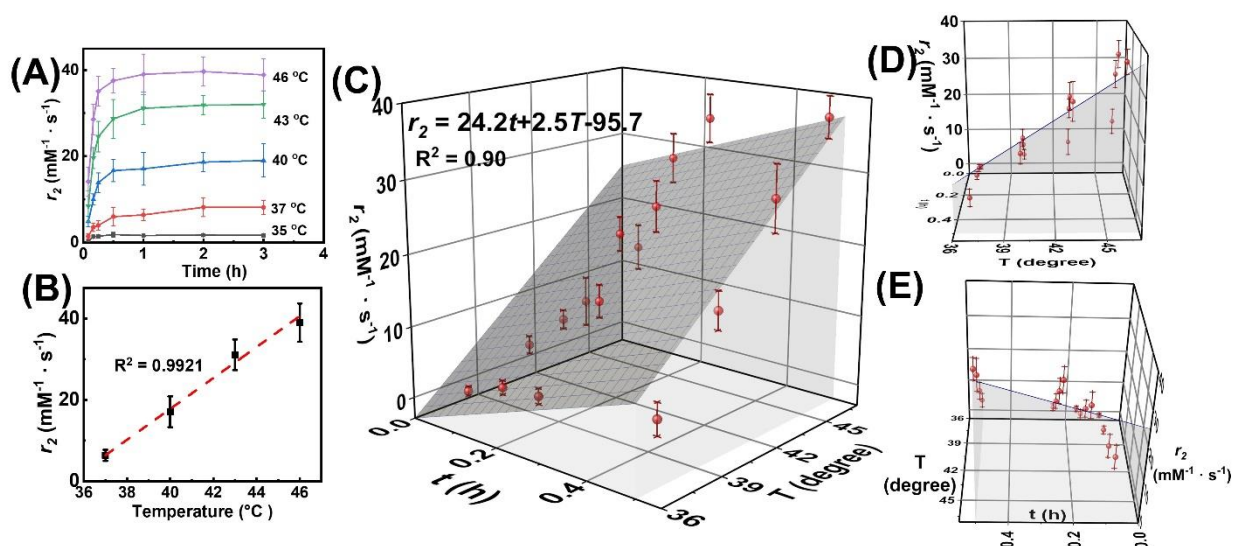 (A)
r₂ (mM⁻¹ · s⁻¹)
40
20
0
46 °C
43 °C
40 °C
37 °C
35 °C
0 1 2 3 4
Time (h)
(B)
r₂ (mM⁻¹ · s⁻¹)
40
20
0
R² = 0.9921
36 38 40 42 44 46
Temperature (°C )
(C)
r₂ = 24.2t+2.5T-95.7
R² = 0.90
r₂ (mM⁻¹ · s⁻¹)
40
30
20
10
0
0.0
0.2
0.4
t (h)
36
39
42
45
T (degree)
(D)
r₂ (mM⁻¹ · s⁻¹)
40
30
20
10
0
0.0
0.2
0.4
t (h)
36 39 42 45
T (degree)
(E)
36
39
42
45
T
(degree)
r₂
(mM⁻¹ · s⁻¹)
t (h)
0.4 0.2 0.0